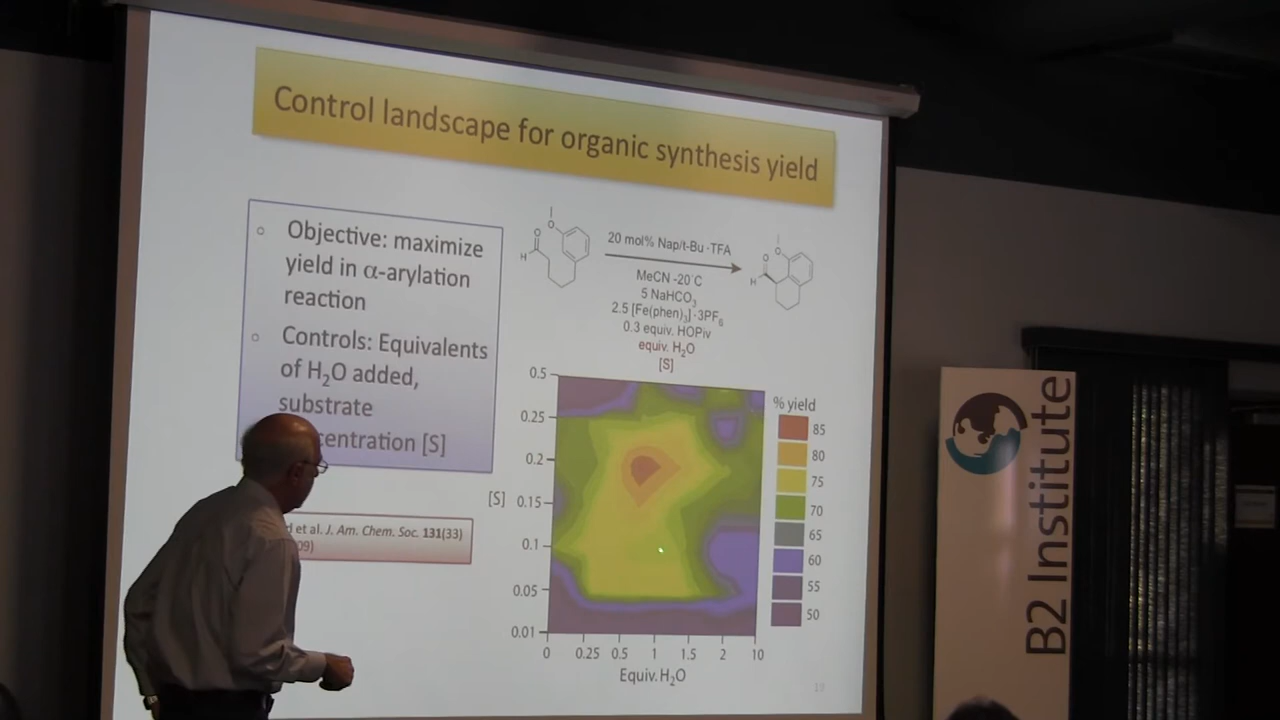 Control landscape for organic synthesis yield
Objective: maximize
yield in α-arylation
reaction
Controls: Equivalents
of H₂O added,
substrate
centration [S]
et al. J. Am. Chem. Soc. 131(33)
09)
O
O
H
20 mol% Nap/t-Bu ·TFA
MeCN -20°C
5 NaHCO₃
2.5 [Fe(phen)₃]·3PF₆
0.3 equiv. HOPiv
equiv. H₂O
[S]
O
O
H
0.5
0.25
0.2
[S] 0.15
0.1
0.05
0.01
0 0.25 0.5 1 1.5 2 10
Equiv. H₂O
% yield
85
80
75
70
65
60
55
50
19
B2 Institute